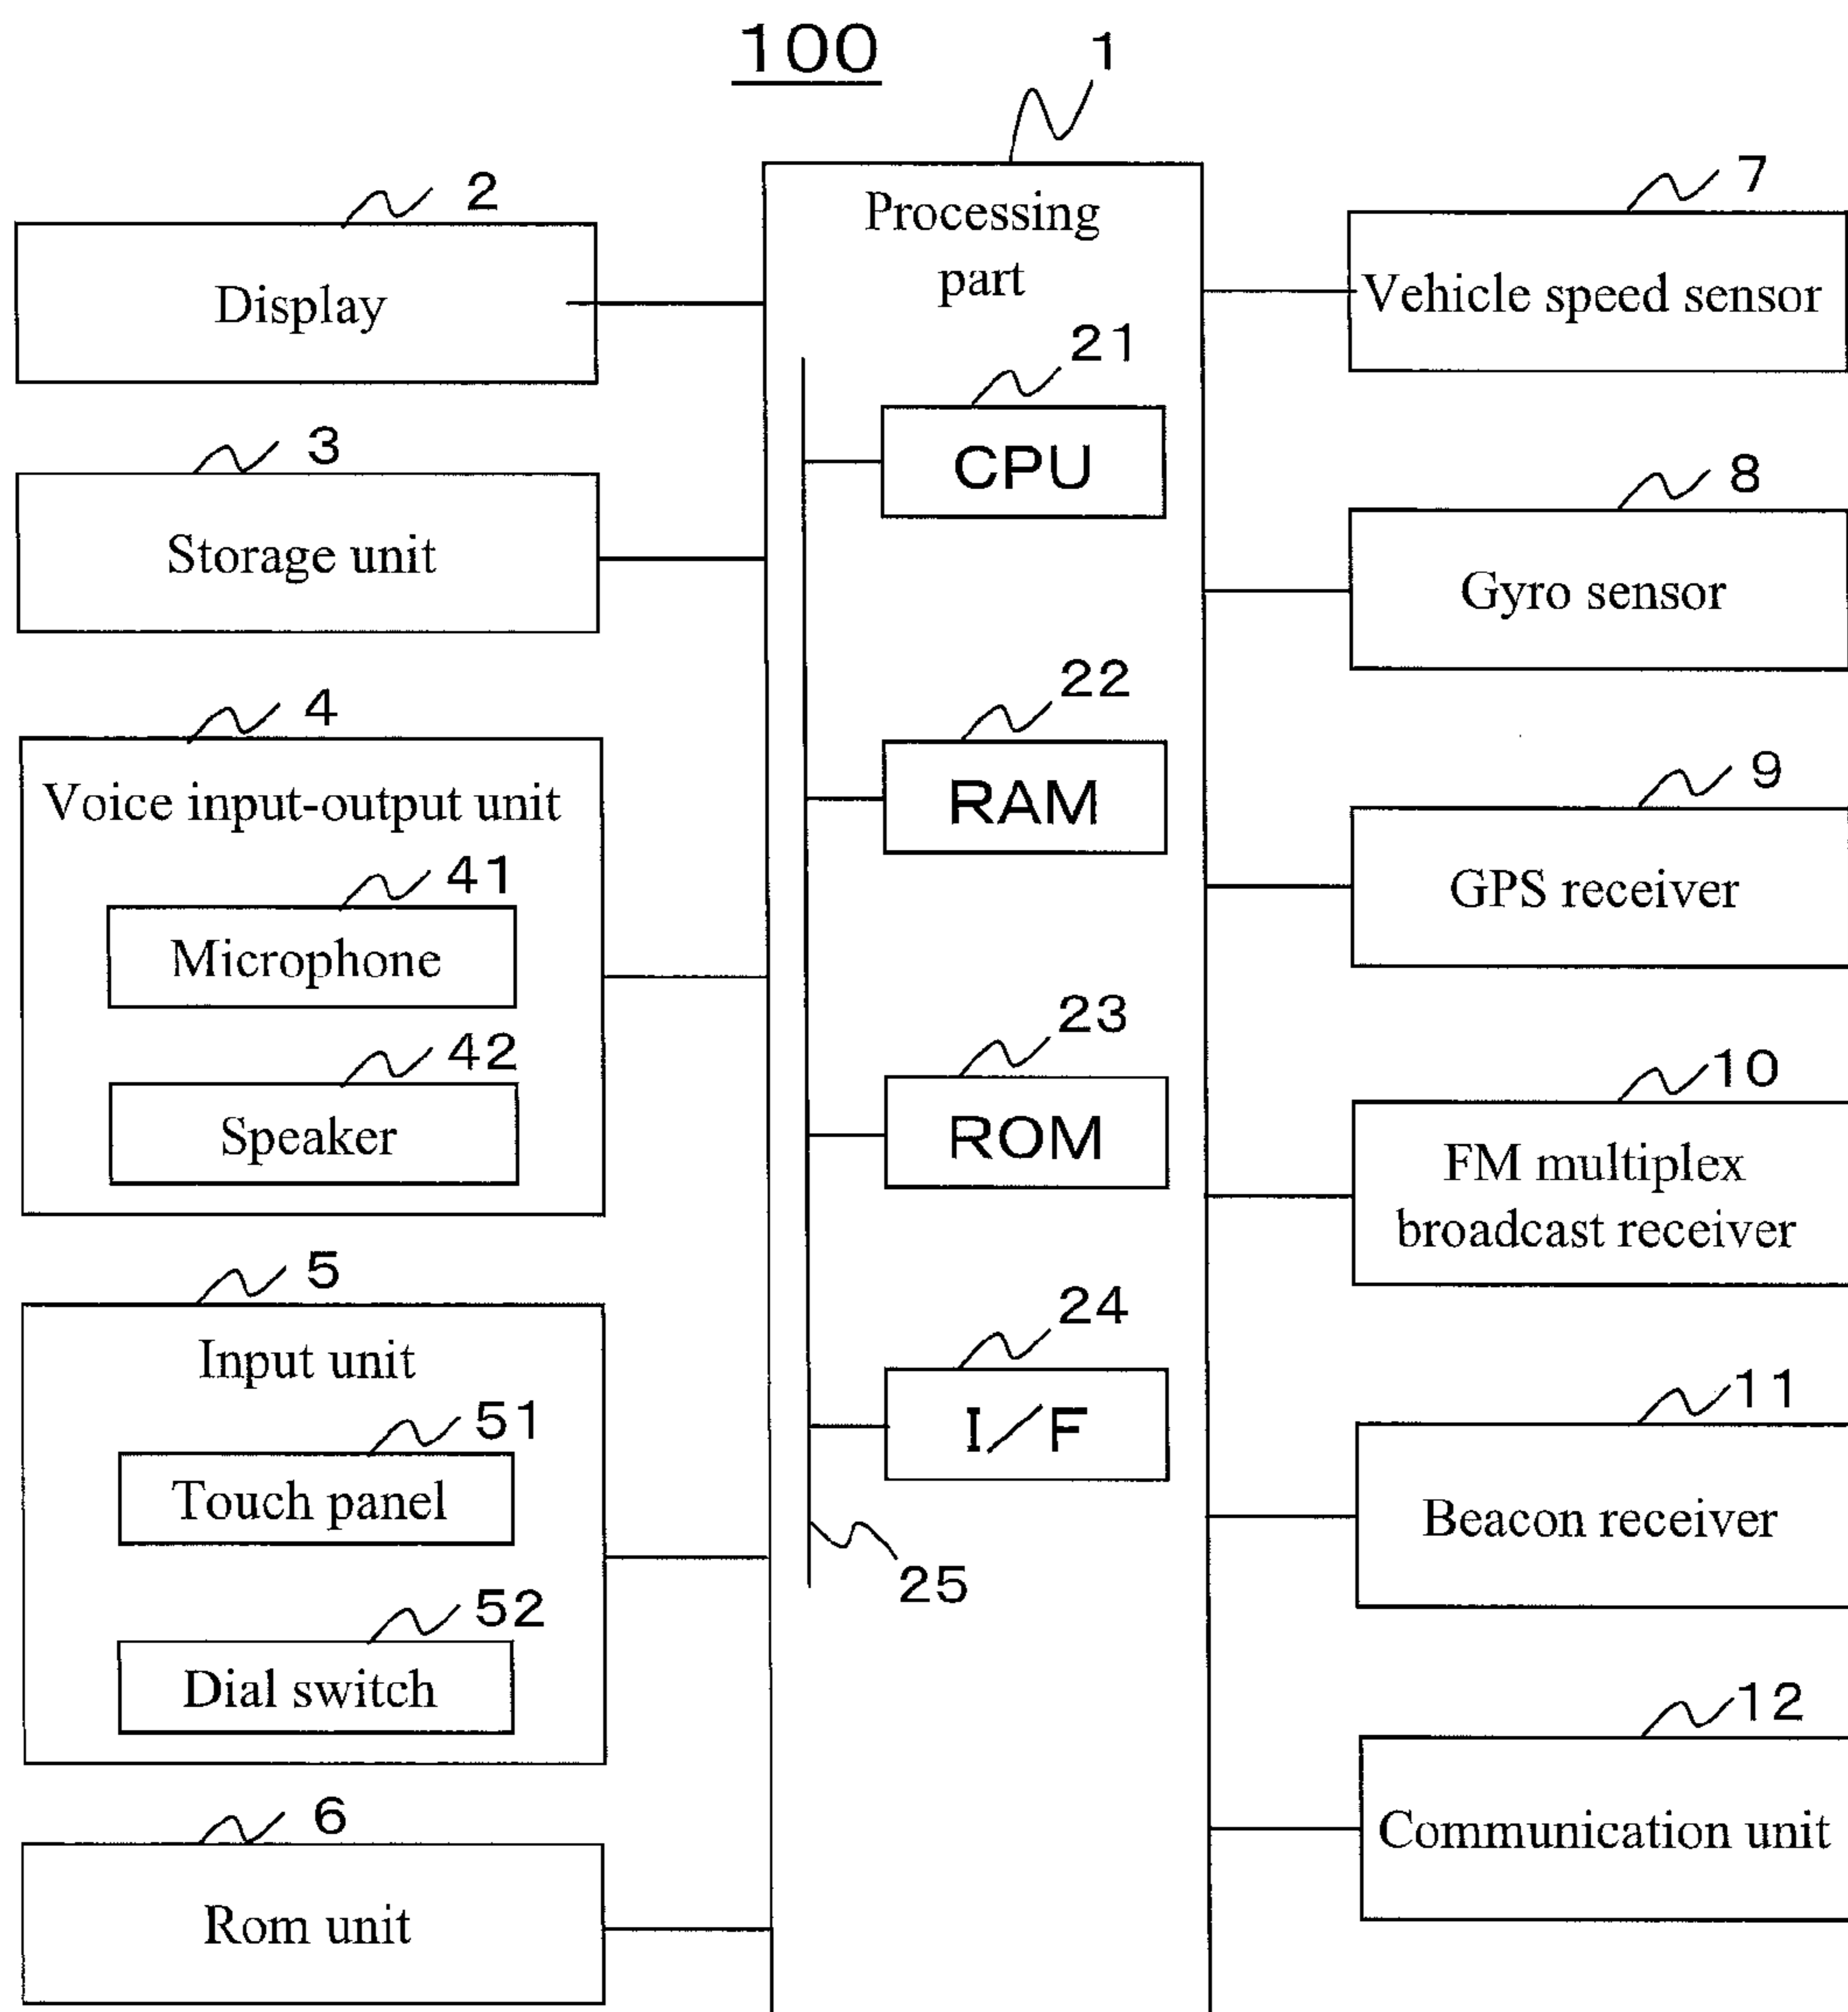 100
1
Processing
part
21
CPU
22
RAM
23
ROM
24
I/F
25
2
Display
3
Storage unit
4
Voice input-output unit
41
Microphone
42
Speaker
5
Input unit
51
Touch panel
52
Dial switch
6
Rom unit
7
Vehicle speed sensor
8
Gyro sensor
9
GPS receiver
10
FM multiplex
broadcast receiver
11
Beacon receiver
12
Communication unit